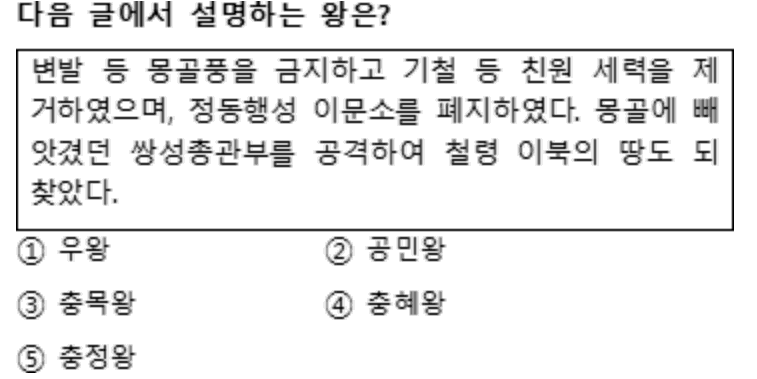 다음 글에서 설명하는 왕은?
변발 등 몽골풍을 금지하고 기철 등 친원 세력을 제
거하였으며, 정동행성 이문소를 폐지하였다. 몽골에 빼
앗겼던 쌍성총관부를 공격하여 철령 이북의 땅도 되
찾았다.
① 우왕 ② 공민왕
③ 충목왕 ④ 충혜왕
⑤ 충정왕